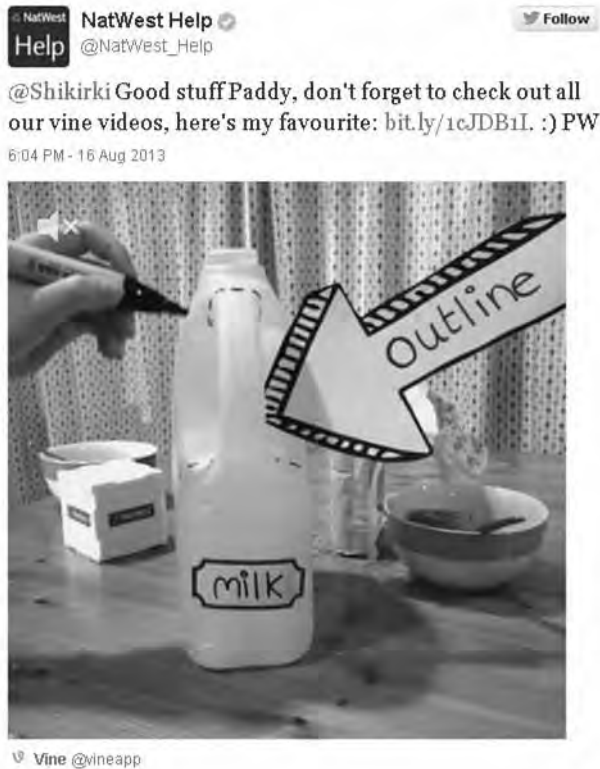 NatWest
Help
NatWest Help
@NatWest_Help
Follow
@Shikirki Good stuff Paddy, don't forget to check out all
our vine videos, here's my favourite: bit.ly/1cJDB1I. :) PW
6:04 PM - 16 Aug 2013
outline
milk
Vine @vineapp